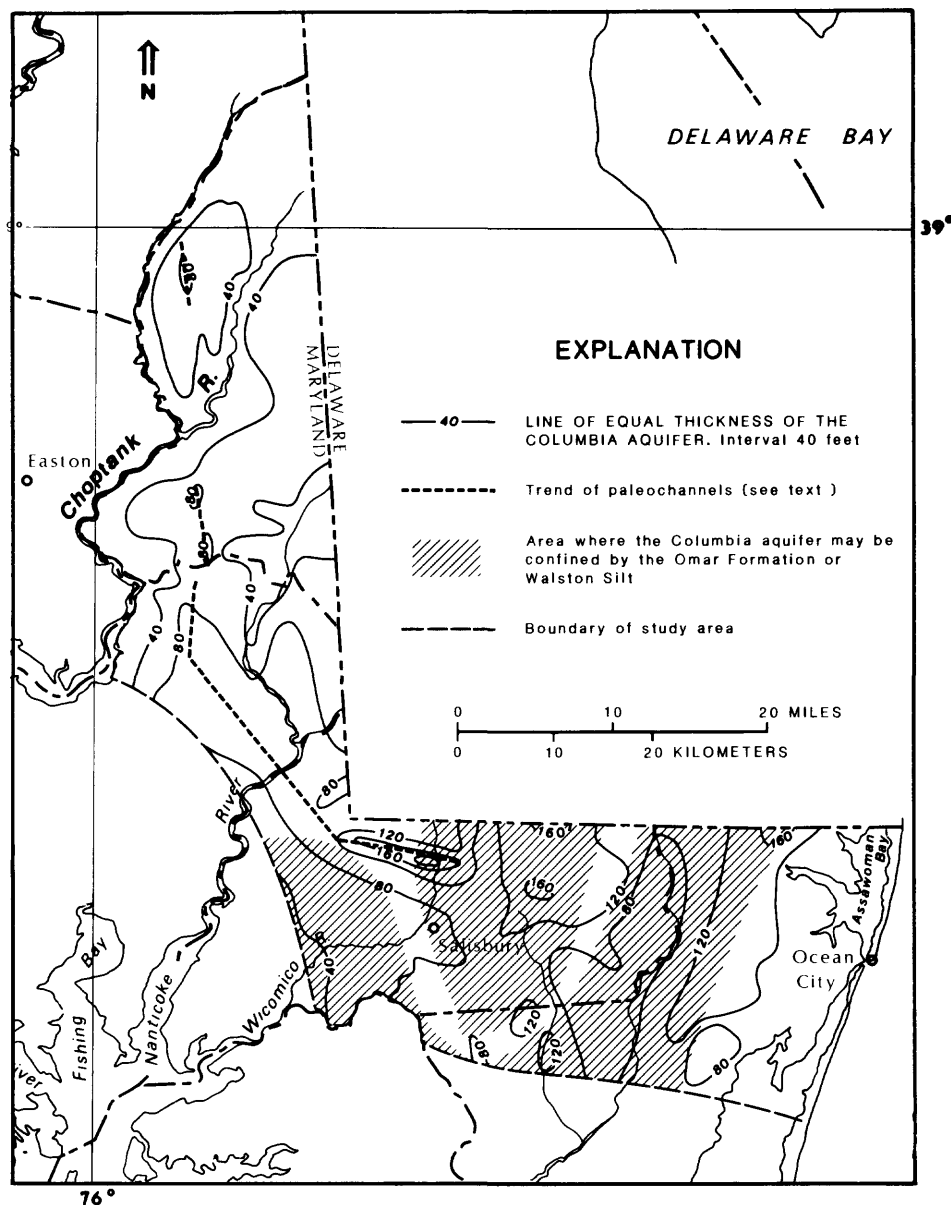 N
DELAWARE BAY
39°
9°
80
40
40
EXPLANATION
DELAWARE
MARYLAND
—40— LINE OF EQUAL THICKNESS OF THE
COLUMBIA AQUIFER. Interval 40 feet
Trend of paleochannels (see text)
Area where the Columbia aquifer may be
confined by the Omar Formation or
Walston Silt
Boundary of study area
0 10 20 MILES
0 10 20 KILOMETERS
Easton
Choptank R.
80
80
40
40
80
80
River
120
160
160
160
80
160
120
120
80
120
Salisbury
Assawoman
Bay
Ocean
City
R.
40
Wicomico
Nanticoke
Fishing Bay
120
80
120
80
76°